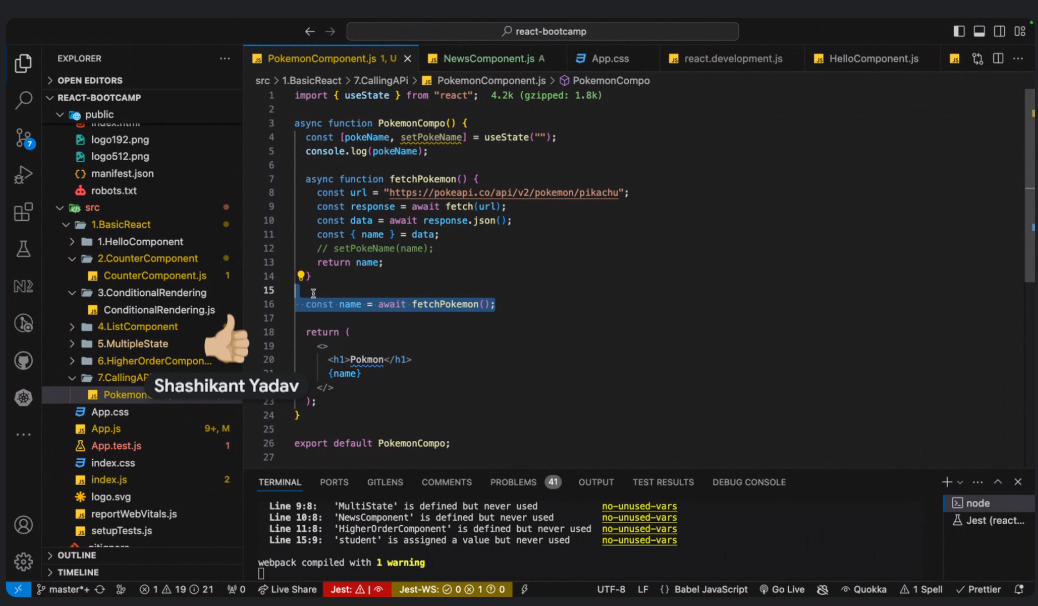 react-bootcamp
EXPLORER
OPEN EDITORS
REACT-BOOTCAMP
public
index.html
logo192.png
logo512.png
manifest.json
robots.txt
src
1.BasicReact
1.HelloComponent
2.CounterComponent
CounterComponent.js 1
3.ConditionalRendering
ConditionalRendering.js
4.ListComponent
5.MultipleState
6.HigherOrderCompon...
7.CallingAPi
Pokemon
Shashikant Yadav
App.css
App.js 9+, M
App.test.js 1
index.css
index.js 2
logo.svg
reportWebVitals.js
setupTests.js
.gitignore
OUTLINE
TIMELINE
PokemonComponent.js 1, U
NewsComponent.js A
App.css
react.development.js
HelloComponent.js
src > 1.BasicReact > 7.CallingAPi > PokemonComponent.js > PokemonCompo
1 import { useState } from "react"; 4.2k (gzipped: 1.8k)
2
3 async function PokemonCompo() {
4 const [pokeName, setPokeName] = useState("");
5 console.log(pokeName);
6
7 async function fetchPokemon() {
8 const url = "https://pokeapi.co/api/v2/pokemon/pikachu";
9 const response = await fetch(url);
10 const data = await response.json();
11 const { name } = data;
12 // setPokeName(name);
13 return name;
14 }
15
16 const name = await fetchPokemon();
17
18 return (
19 <>
20 <h1>Pokmon</h1>
21 {name}
22 </>
23 );
24 }
25
26 export default PokemonCompo;
27
TERMINAL PORTS GITLENS COMMENTS PROBLEMS 41 OUTPUT TEST RESULTS DEBUG CONSOLE
Line 9:8: 'MultiState' is defined but never used no-unused-vars
Line 10:8: 'NewsComponent' is defined but never used no-unused-vars
Line 11:8: 'HigherOrderComponent' is defined but never used no-unused-vars
Line 15:9: 'student' is assigned a value but never used no-unused-vars
webpack compiled with 1 warning
node
Jest (react...
7
master*+ 1 19 21 0 Live Share Jest: Jest-WS: 0 1 0 UTF-8 LF {} Babel JavaScript Go Live Quokka 1 Spell Prettier